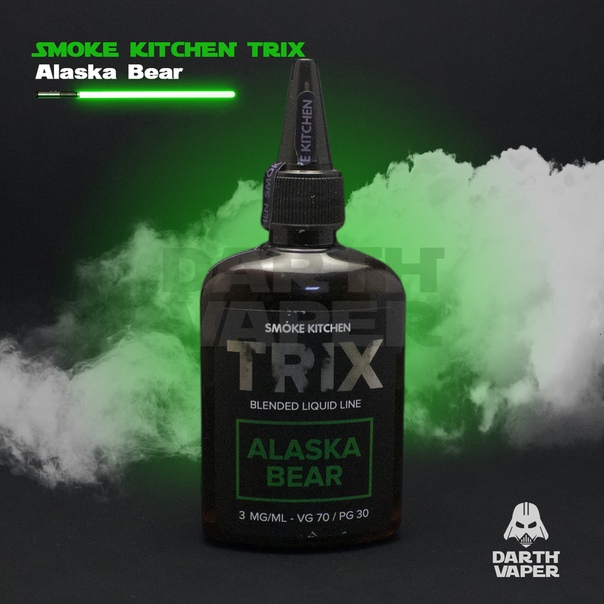 SMOKE KITCHEN TRIX
Alaska Bear
KITCHEN
DARTH
VAPER
SMOKE KITCHEN
TRIX
BLENDED LIQUID LINE
ALASKA
BEAR
3 MG/ML - VG 70 / PG 30
DARTH
VAPER